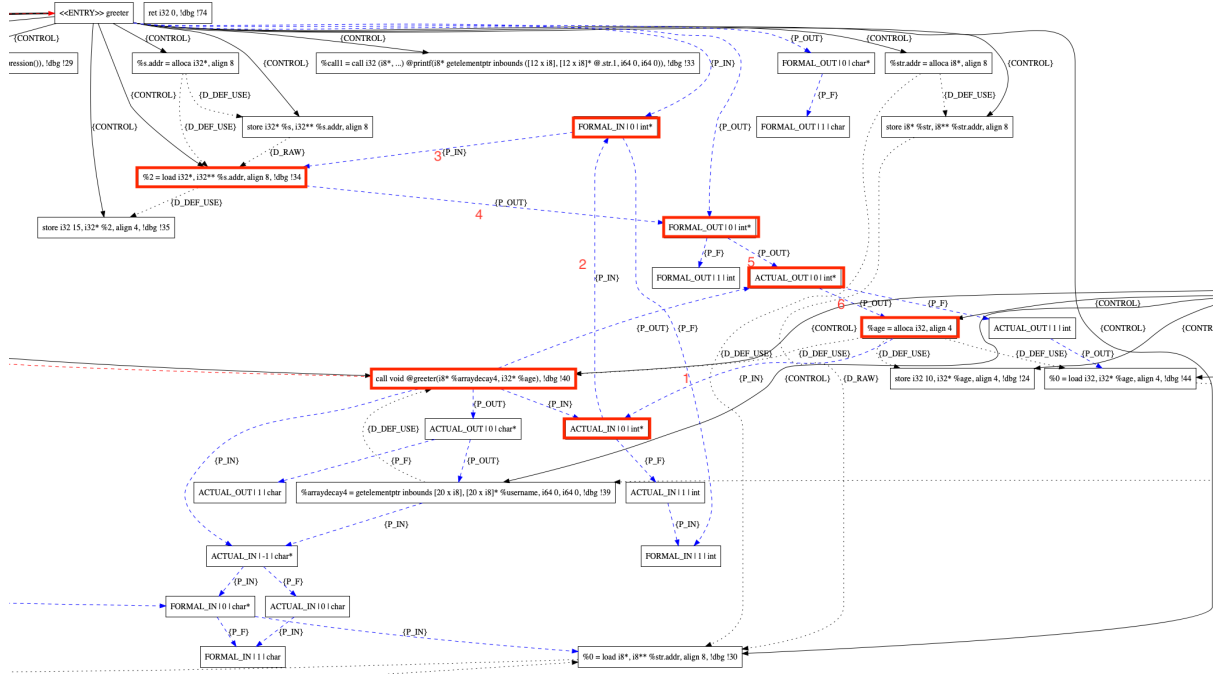 <<ENTRY>> greeter
ret i32 0, !dbg !74
{CONTROL}
{CONTROL}
{P_OUT}
{CONTROL}
{CONTROL}
ression()), !dbg !29
%s.addr = alloca i32*, align 8
{CONTROL}
%call1 = call i32 (i8*, ...) @printf(i8* getelementptr inbounds ([12 x i8], [12 x i8]* @.str.1, i64 0, i64 0)), !dbg !33
{P_IN}
FORMAL_OUT | 0 | char*
%str.addr = alloca i8*, align 8
{CONTROL}
{CONTROL}
{D_DEF_USE}
{P_F}
{D_DEF_USE}
{CONTROL}
{D_DEF_USE}
store i32* %s, i32** %s.addr, align 8
FORMAL_IN | 0 | int*
{P_OUT}
FORMAL_OUT | 1 | char
store i8* %str, i8** %str.addr, align 8
{D_RAW}
3
{P_IN}
%2 = load i32*, i32** %s.addr, align 8, !dbg !34
{D_DEF_USE}
4
{P_OUT}
store i32 15, i32* %2, align 4, !dbg !35
FORMAL_OUT | 0 | int*
{P_F}
{P_OUT}
2
5
{P_IN}
FORMAL_OUT | 1 | int
ACTUAL_OUT | 0 | int*
6
{P_OUT}
{P_F}
{CONTROL}
{P_OUT}
{P_F}
{CONTROL}
%age = alloca i32, align 4
ACTUAL_OUT | 1 | int
{CONTR
{D_DEF_USE}
{D_DEF_USE}
{D_DEF_USE}
{P_OUT}
call void @greeter(i8* %arraydecay4, i32* %age), !dbg !40
1
{P_IN}
{CONTROL}
{D_RAW}
store i32 10, i32* %age, align 4, !dbg !24
%0 = load i32, i32* %age, align 4, !dbg !44
{P_OUT}
{P_IN}
{D_DEF_USE}
ACTUAL_OUT | 0 | char*
ACTUAL_IN | 0 | int*
{P_IN}
{P_F}
{P_OUT}
{P_F}
ACTUAL_OUT | 1 | char
%arraydecay4 = getelementptr inbounds [20 x i8], [20 x i8]* %username, i64 0, i64 0, !dbg !39
ACTUAL_IN | 1 | int
{P_IN}
{P_IN}
ACTUAL_IN | -1 | char*
FORMAL_IN | 1 | int
{P_IN}
{P_F}
FORMAL_IN | 0 | char*
ACTUAL_IN | 0 | char
{P_F}
{P_IN}
{P_IN}
FORMAL_IN | 1 | char
%0 = load i8*, i8** %str.addr, align 8, !dbg !30